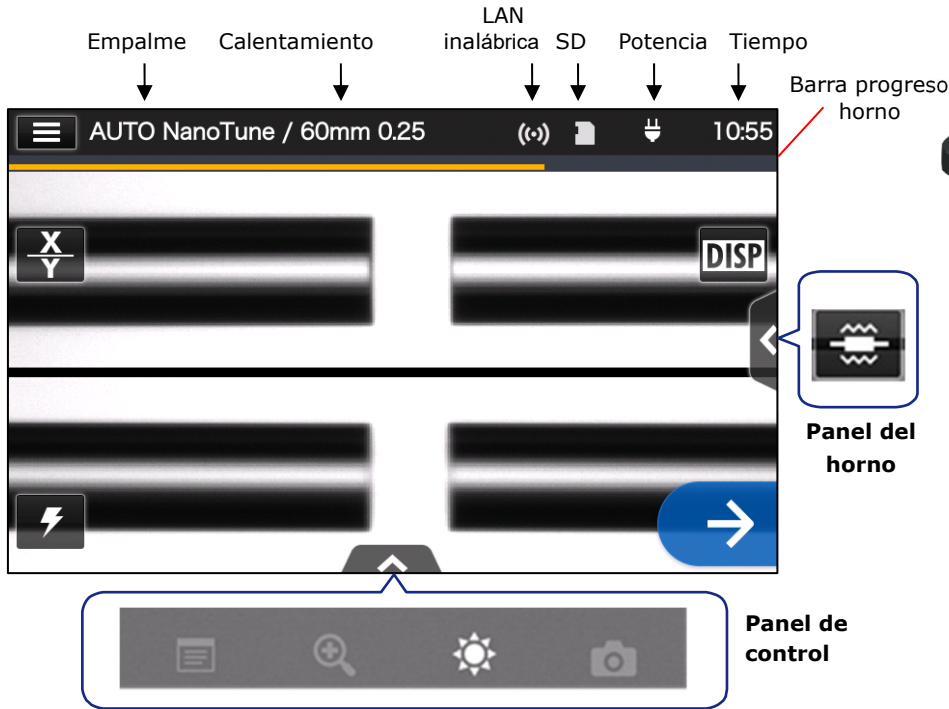 LAN
Empalme Calentamiento inalábrica SD Potencia Tiempo
Barra progreso
horno
AUTO NanoTune / 60mm 0.25 10:55
X
Y
DISP
Panel del
horno
Panel de
control